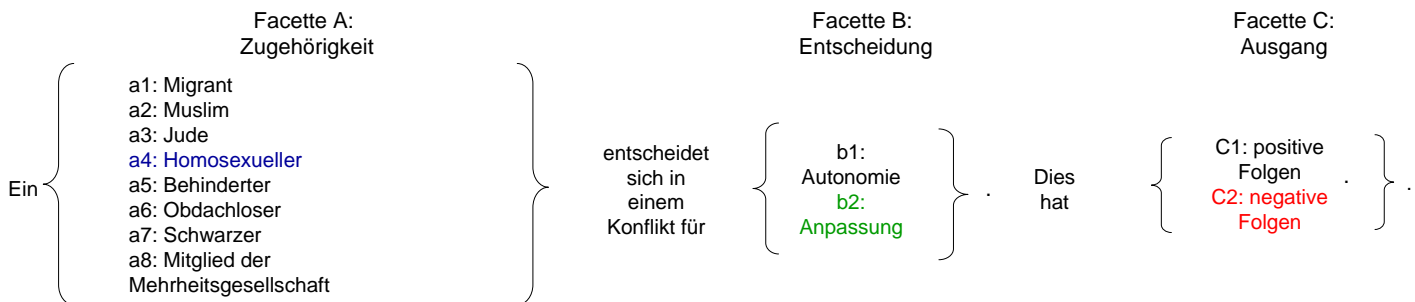 Facette A:
Zugehörigkeit
Facette B:
Entscheidung
Facette C:
Ausgang
Ein
a1: Migrant
a2: Muslim
a3: Jude
a4: Homosexueller
a5: Behinderter
a6: Obdachloser
a7: Schwarzer
a8: Mitglied der
Mehrheitsgesellschaft
entscheidet
sich in
einem
Konflikt für
b1:
Autonomie
b2:
Anpassung
.
Dies
hat
C1: positive
Folgen
C2: negative
Folgen
.
.